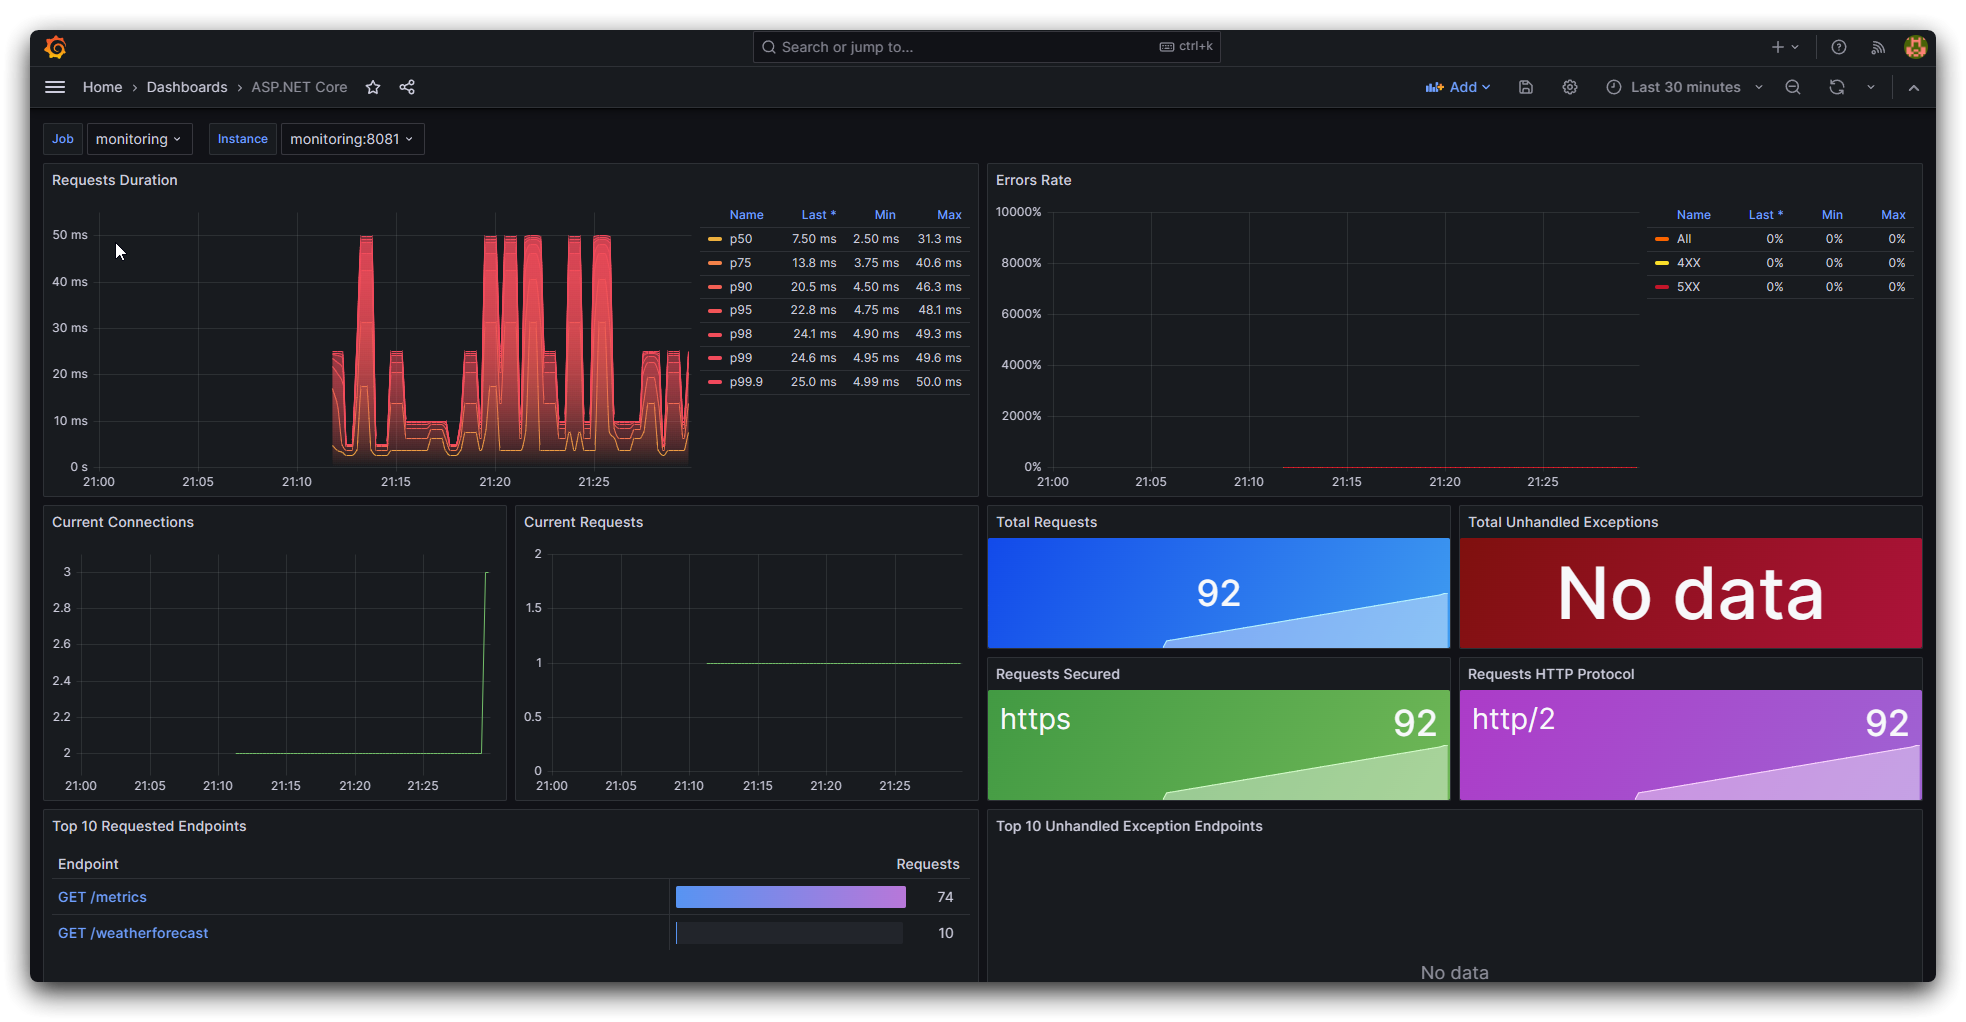 Search or jump to... ctrl+k
Home › Dashboards › ASP.NET Core
Add
Last 30 minutes
Job monitoring Instance monitoring:8081
Requests Duration
50 ms
40 ms
30 ms
20 ms
10 ms
0 s
21:00 21:05 21:10 21:15 21:20 21:25
Name Last * Min Max
p50 7.50 ms 2.50 ms 31.3 ms
p75 13.8 ms 3.75 ms 40.6 ms
p90 20.5 ms 4.50 ms 46.3 ms
p95 22.8 ms 4.75 ms 48.1 ms
p98 24.1 ms 4.90 ms 49.3 ms
p99 24.6 ms 4.95 ms 49.6 ms
p99.9 25.0 ms 4.99 ms 50.0 ms
Errors Rate
10000%
8000%
6000%
4000%
2000%
0%
21:00 21:05 21:10 21:15 21:20 21:25
Name Last * Min Max
All 0% 0% 0%
4XX 0% 0% 0%
5XX 0% 0% 0%
Current Connections
3
2.8
2.6
2.4
2.2
2
21:00 21:05 21:10 21:15 21:20 21:25
Current Requests
2
1.5
1
0.5
0
21:00 21:05 21:10 21:15 21:20 21:25
Total Requests
92
Total Unhandled Exceptions
No data
Requests Secured
https 92
Requests HTTP Protocol
http/2 92
Top 10 Requested Endpoints
Endpoint Requests
GET /metrics 74
GET /weatherforecast 10
Top 10 Unhandled Exception Endpoints
No data